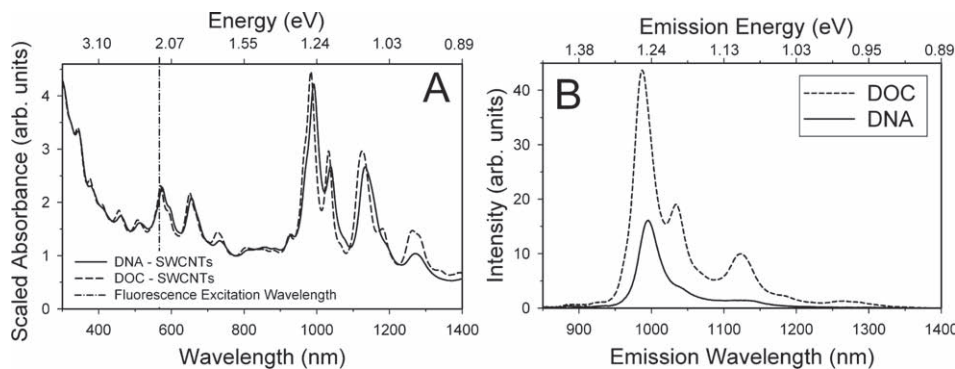 Energy (eV)
3.10 2.07 1.55 1.24 1.03 0.89
A
Scaled Absorbance (arb. units)
4
3
2
1
0
DNA - SWCNTs
DOC - SWCNTs
Fluorescence Excitation Wavelength
400 600 800 1000 1200 1400
Wavelength (nm)
Emission Energy (eV)
1.38 1.24 1.13 1.03 0.95 0.89
B
DOC
DNA
Intensity (arb. units)
40
30
20
10
0
900 1000 1100 1200 1300 1400
Emission Wavelength (nm)